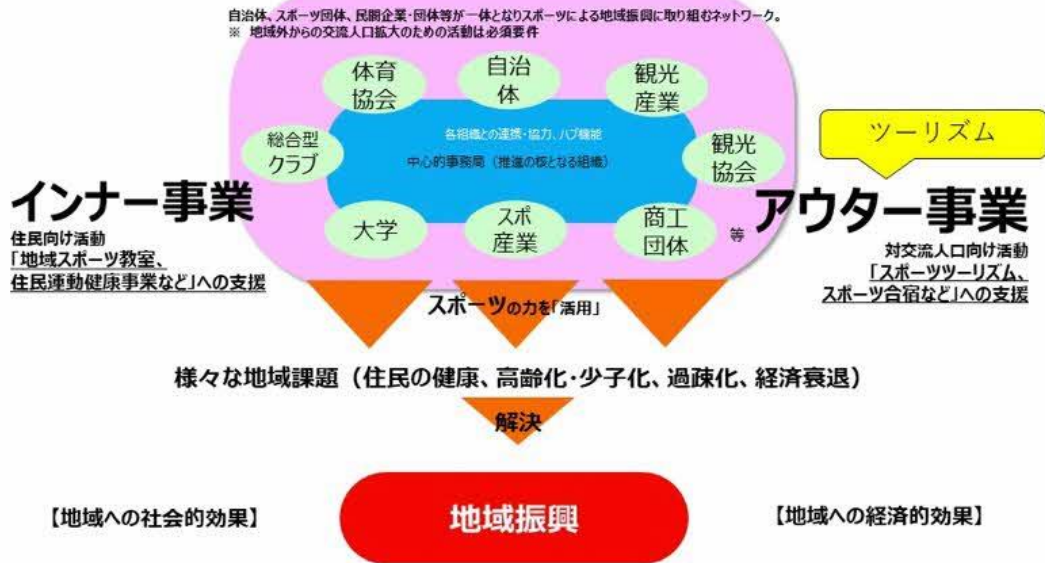 自治体、スポーツ団体、民間企業・団体等が一体となりスポーツによる地域振興に取り組むネットワーク。
※ 地域外からの交流人口拡大のための活動は必須要件
体育
協会
自治
体
観光
産業
総合型
クラブ
各組織との連携・協力、ハブ機能
中心的事務局（推進の核となる組織）
観光
協会
大学
スポ
産業
商工
団体
等
ツーリズム
インナー事業
住民向け活動
「地域スポーツ教室、
住民運動健康事業など」への支援
アウター事業
対交流人口向け活動
「スポーツツーリズム、
スポーツ合宿など」への支援
スポーツの力を「活用」
様々な地域課題（住民の健康、高齢化・少子化、過疎化、経済衰退）
解決
【地域への社会的効果】
地域振興
【地域への経済的効果】